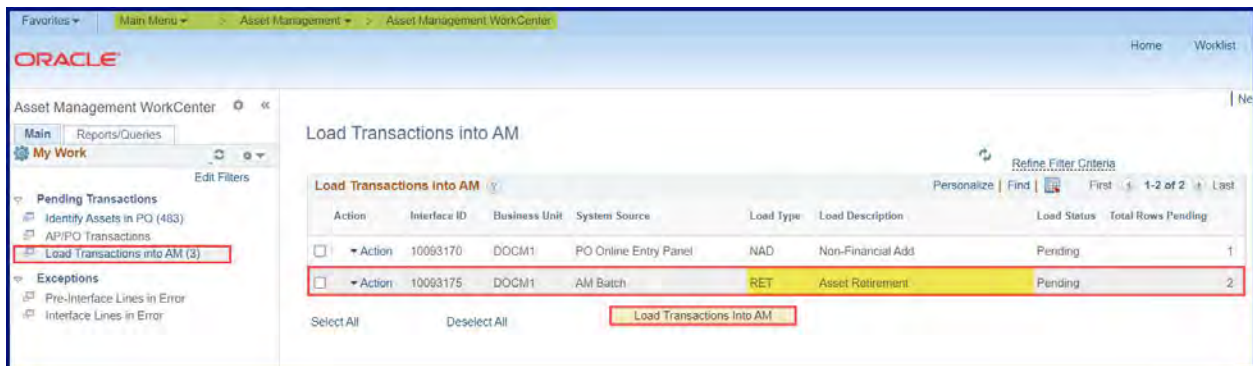 Favorites Main Menu > Asset Management > Asset Management WorkCenter
ORACLE
Home Worklist
Asset Management WorkCenter
Ne
Main Reports/Queries
My Work
Edit Filters
Pending Transactions
Identify Assets in PO (483)
AP/PO Transactions
Load Transactions into AM (3)
Exceptions
Pre-Interface Lines in Error
Interface Lines in Error
Load Transactions into AM
Refine Filter Criteria
Load Transactions into AM Personalize | Find | First 1-2 of 2 Last
Action Interface ID Business Unit System Source Load Type Load Description Load Status Total Rows Pending
Action 10093170 DOCM1 PO Online Entry Panel NAD Non-Financial Add Pending 1
Action 10093175 DOCM1 AM Batch RET Asset Retirement Pending 2
Select All Deselect All Load Transactions Into AM